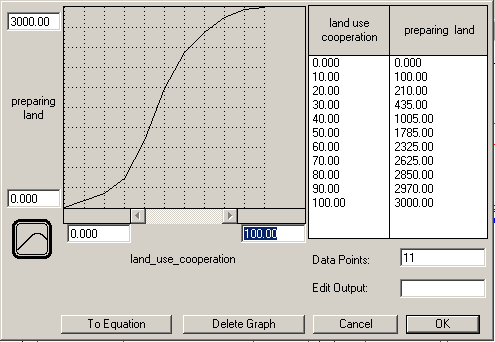 3000.00
preparing
land
0.000
0.000
100.00
land_use_cooperation
land use
cooperation
preparing land
0.000 0.000
10.00 100.00
20.00 210.00
30.00 435.00
40.00 1005.00
50.00 1785.00
60.00 2325.00
70.00 2625.00
80.00 2850.00
90.00 2970.00
100.00 3000.00
Data Points: 11
Edit Output:
To Equation
Delete Graph
Cancel
OK